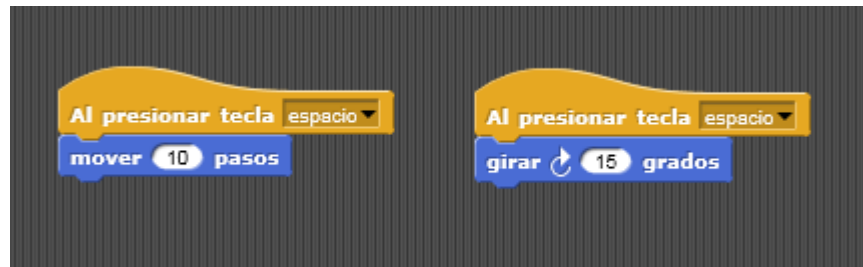 Al presionar tecla espacio
mover 10 pasos
Al presionar tecla espacio
girar 15 grados